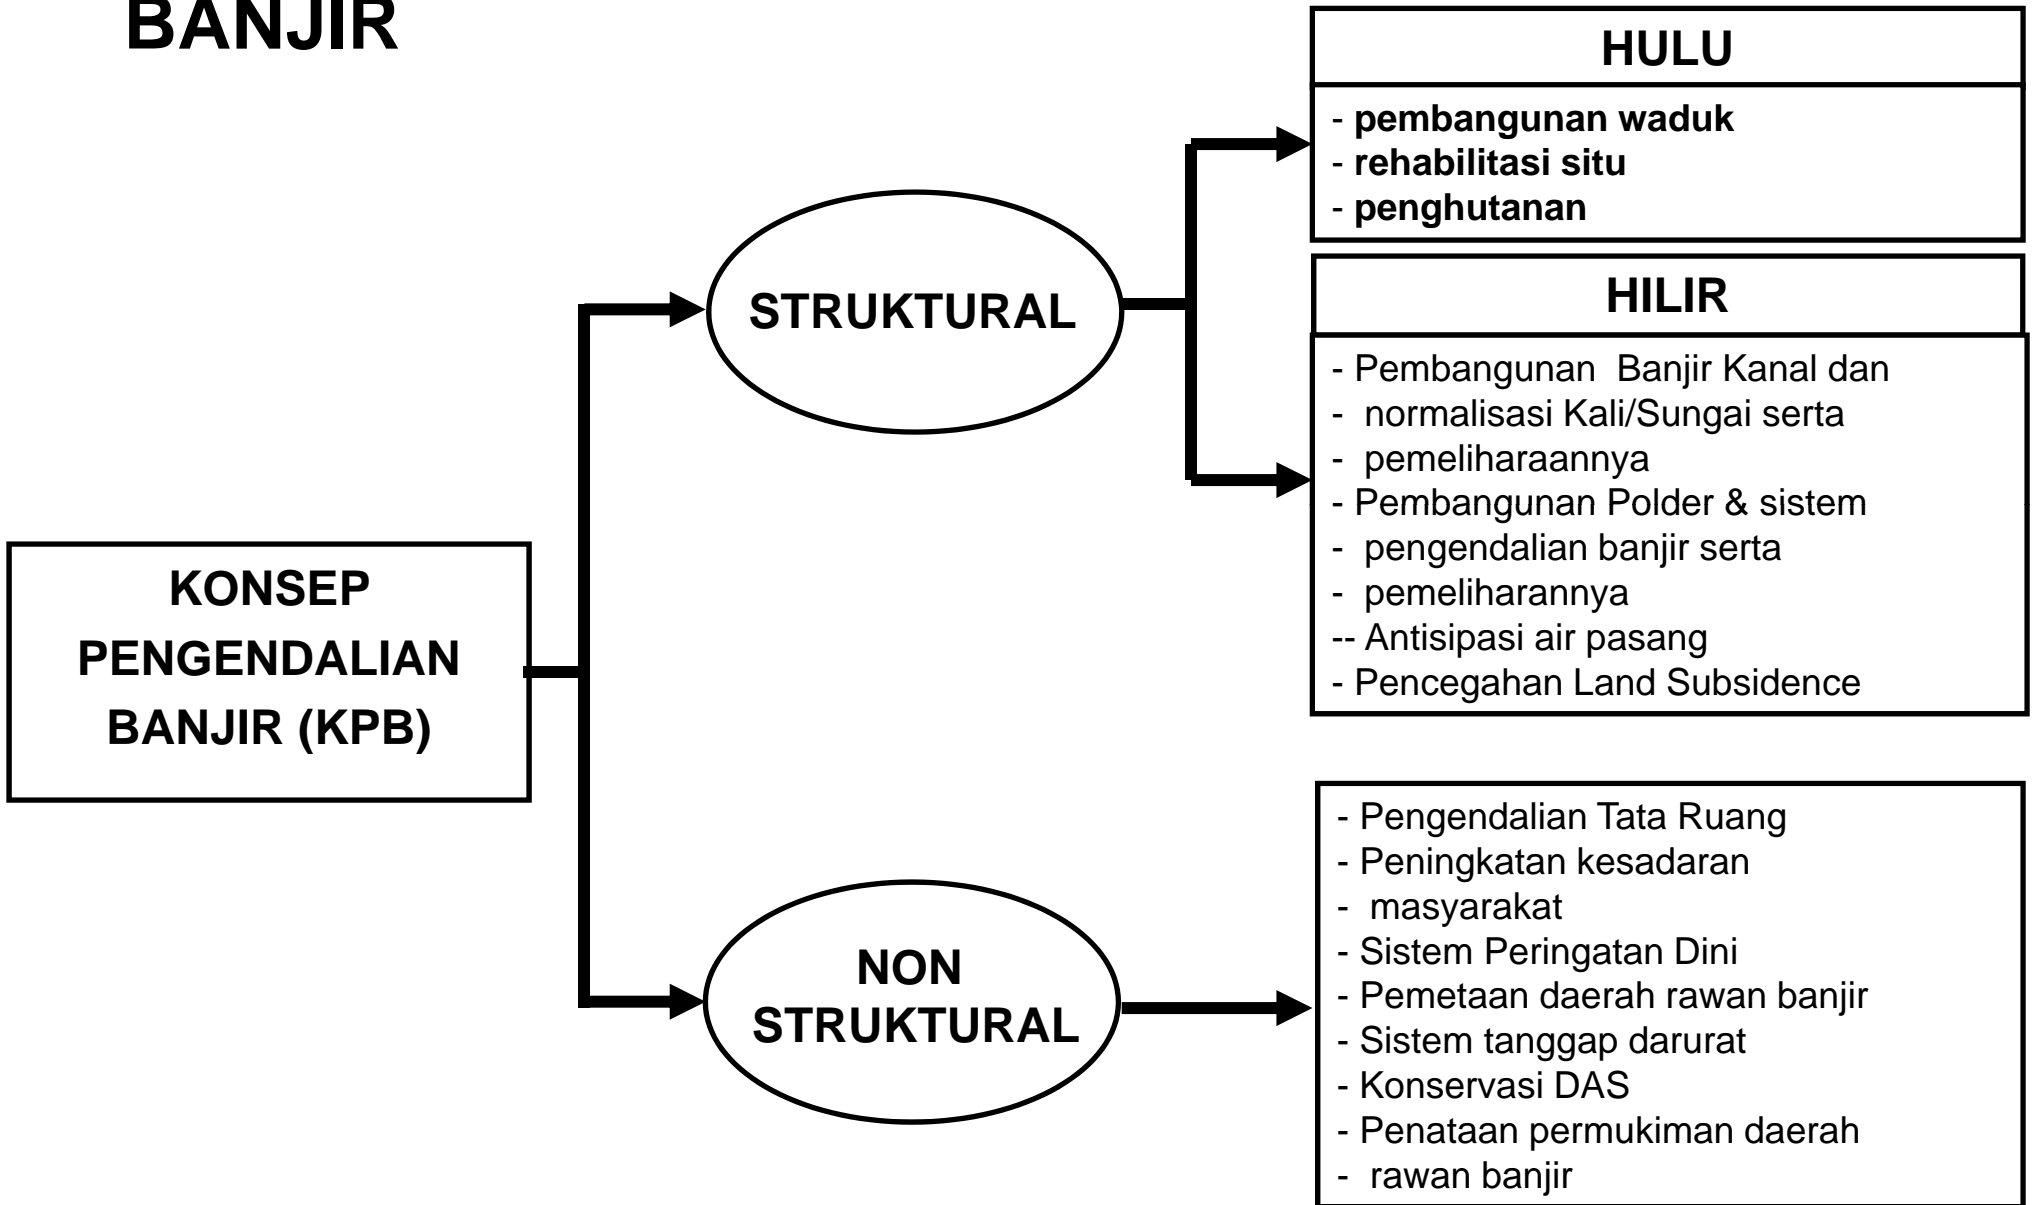 BANJIR
KONSEP
PENGENDALIAN
BANJIR (KPB)
STRUKTURAL
HULU
- pembangunan waduk
- rehabilitasi situ
- penghutanan
HILIR
- Pembangunan  Banjir Kanal dan
-  normalisasi Kali/Sungai serta
-  pemeliharaannya
- Pembangunan Polder & sistem
-  pengendalian banjir serta
-  pemeliharannya
-- Antisipasi air pasang
- Pencegahan Land Subsidence
NON
STRUKTURAL
- Pengendalian Tata Ruang
- Peningkatan kesadaran
-  masyarakat
- Sistem Peringatan Dini
- Pemetaan daerah rawan banjir
- Sistem tanggap darurat
- Konservasi DAS
- Penataan permukiman daerah
-  rawan banjir